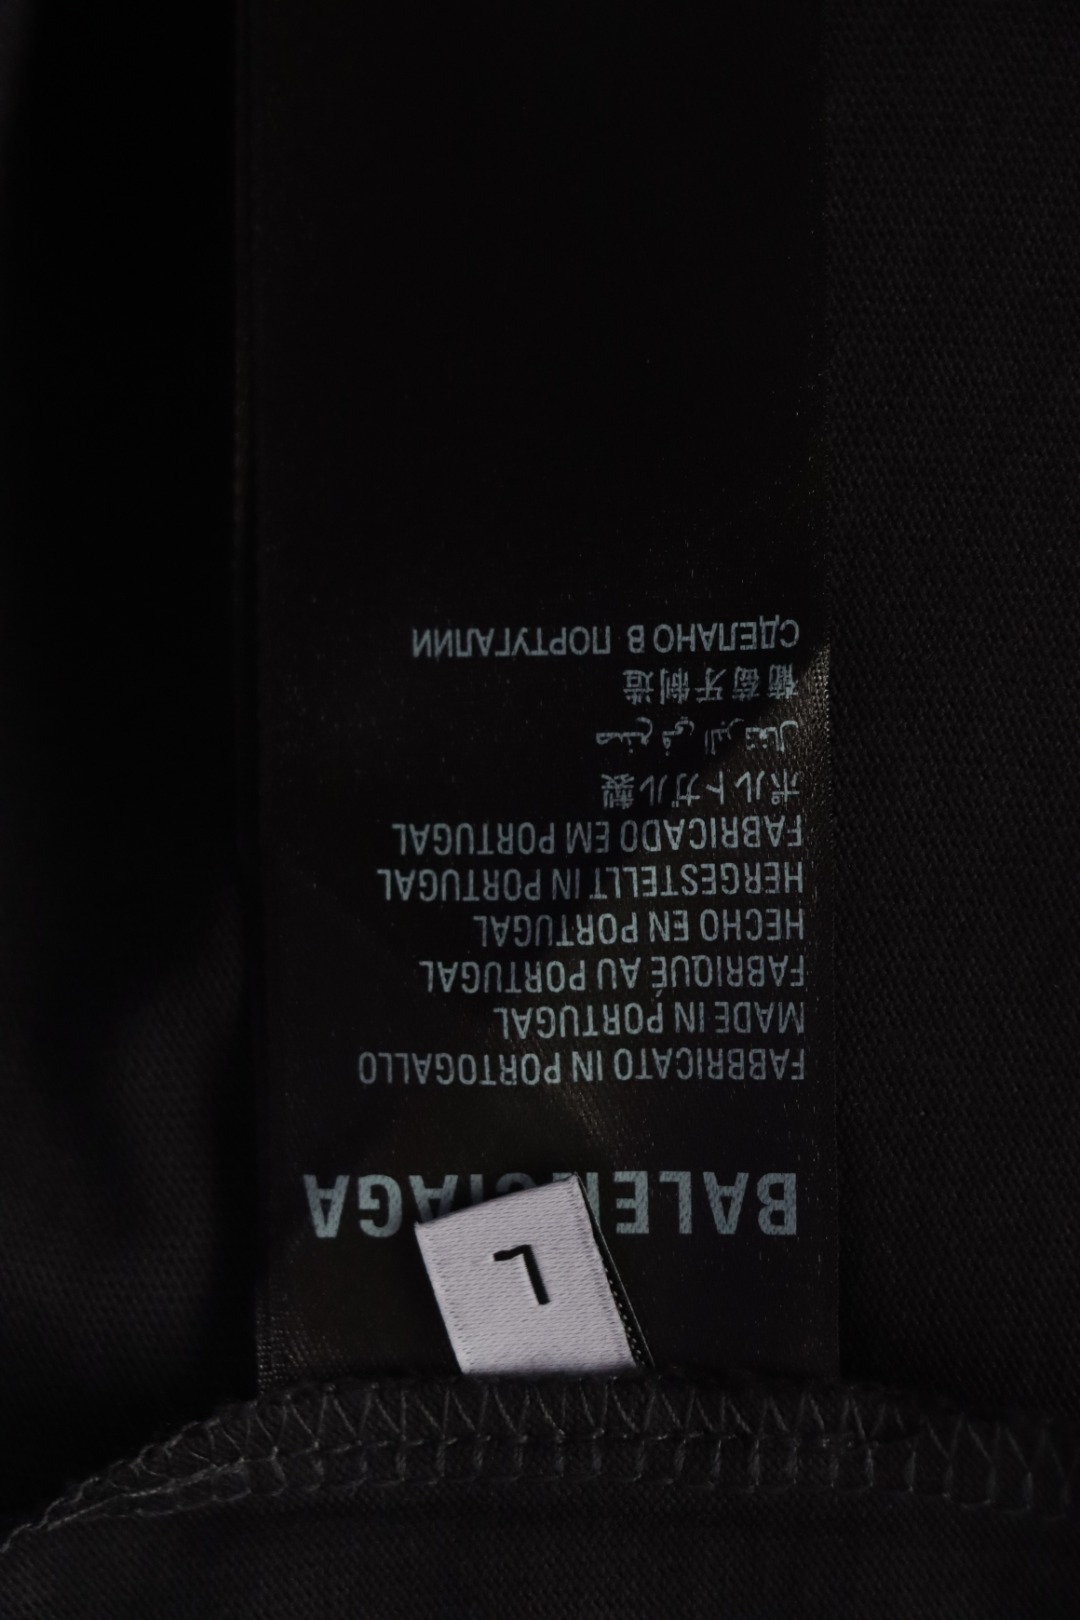 L
BALENCIAGA
FABBRICATO IN PORTOGALLO
MADE IN PORTUGAL
FABRIQUÉ AU PORTUGAL
HECHO EN PORTUGAL
HERGESTELLT IN PORTUGAL
FABRICADO EM PORTUGAL
ポルトガル製
صنع في البرتغال
葡萄牙制造
СДЕЛАНО В ПОРТУГАЛИИ